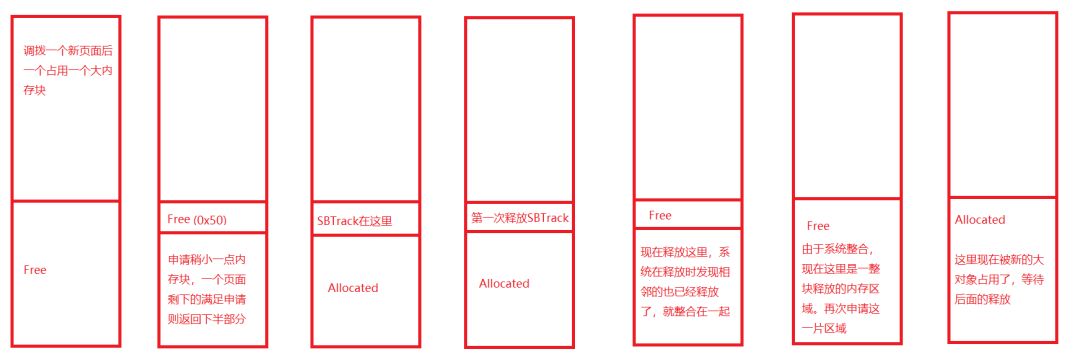 调拨一个新页面后
一个占用一个大内
存块
Free
Free (0x50)
申请稍小一点内
存块，一个页面
剩下的满足申请
则返回下半部分
SBTrack在这里
Allocated
第一次释放SBTrack
Allocated
Free
现在释放这里，系
统在释放时发现相
邻的也已经释放
了，就整合在一起
Free
由于系统整合，
现在这里是一整
块释放的内存区
域。再次申请这
一片区域
Allocated
这里现在被新的大
对象占用了，等待
后面的释放